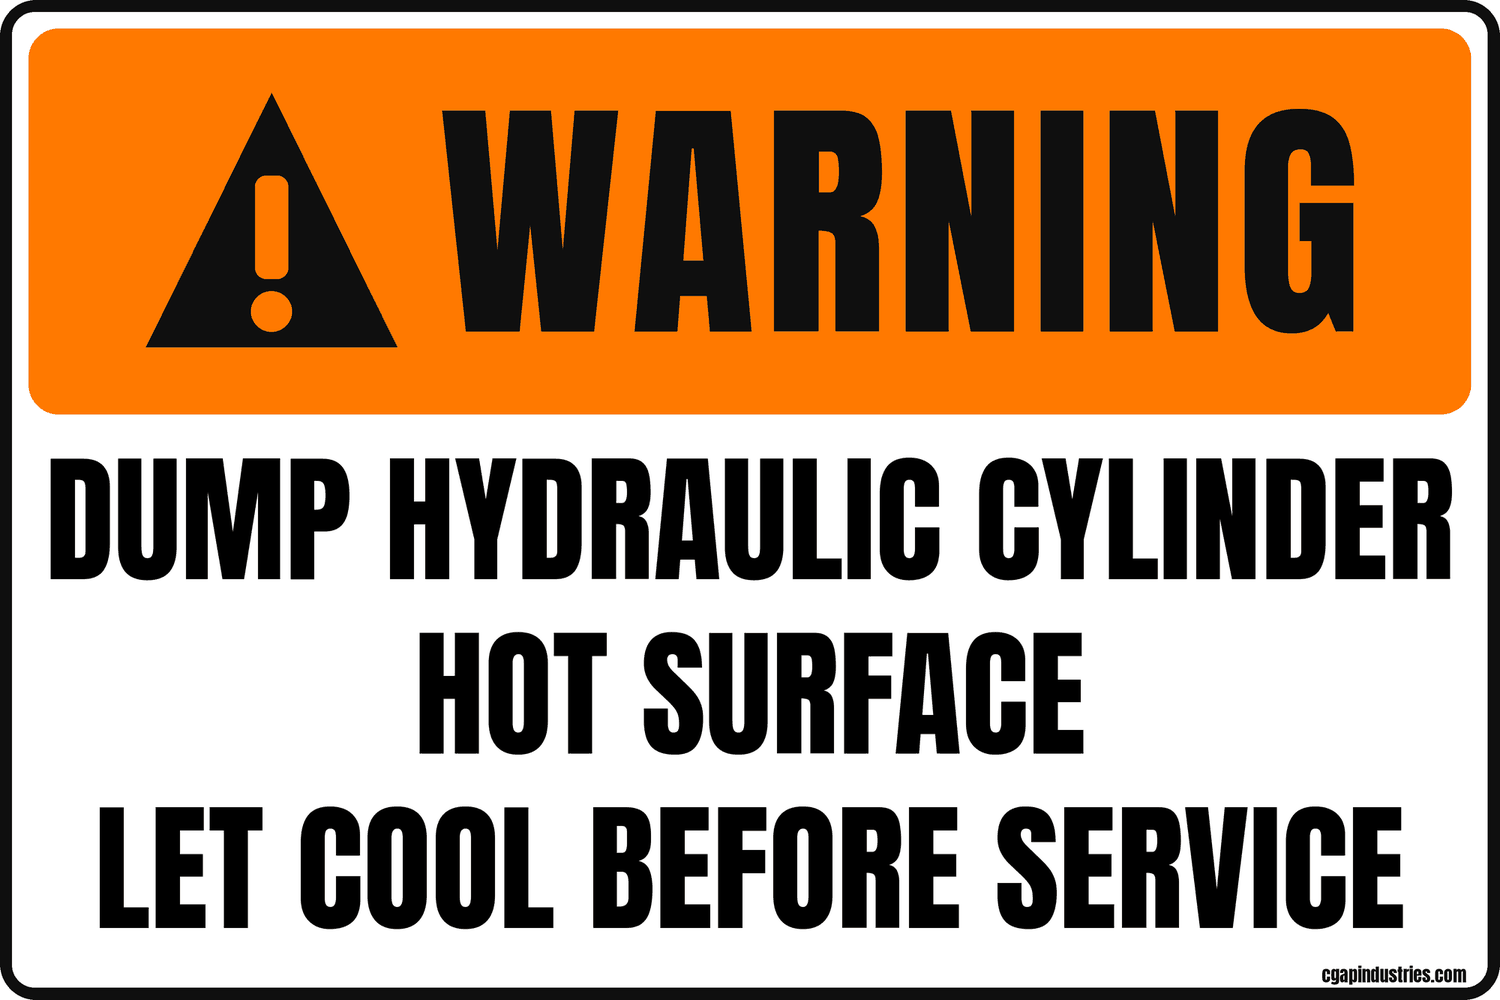 WARNING
DUMP HYDRAULIC CYLINDER
HOT SURFACE
LET COOL BEFORE SERVICE
cgapindustries.com